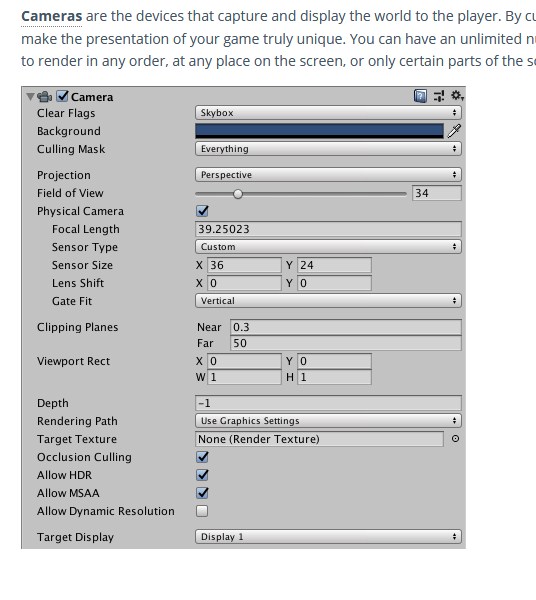 Cameras are the devices that capture and display the world to the player. By cu
make the presentation of your game truly unique. You can have an unlimited nu
to render in any order, at any place on the screen, or only certain parts of the sc
Camera
Clear Flags Skybox
Background
Culling Mask Everything
Projection Perspective
Field of View 34
Physical Camera
Focal Length 39.25023
Sensor Type Custom
Sensor Size X 36 Y 24
Lens Shift X 0 Y 0
Gate Fit Vertical
Clipping Planes Near 0.3
Far 50
Viewport Rect X 0 Y 0
W 1 H 1
Depth -1
Rendering Path Use Graphics Settings
Target Texture None (Render Texture)
Occlusion Culling
Allow HDR
Allow MSAA
Allow Dynamic Resolution
Target Display Display 1